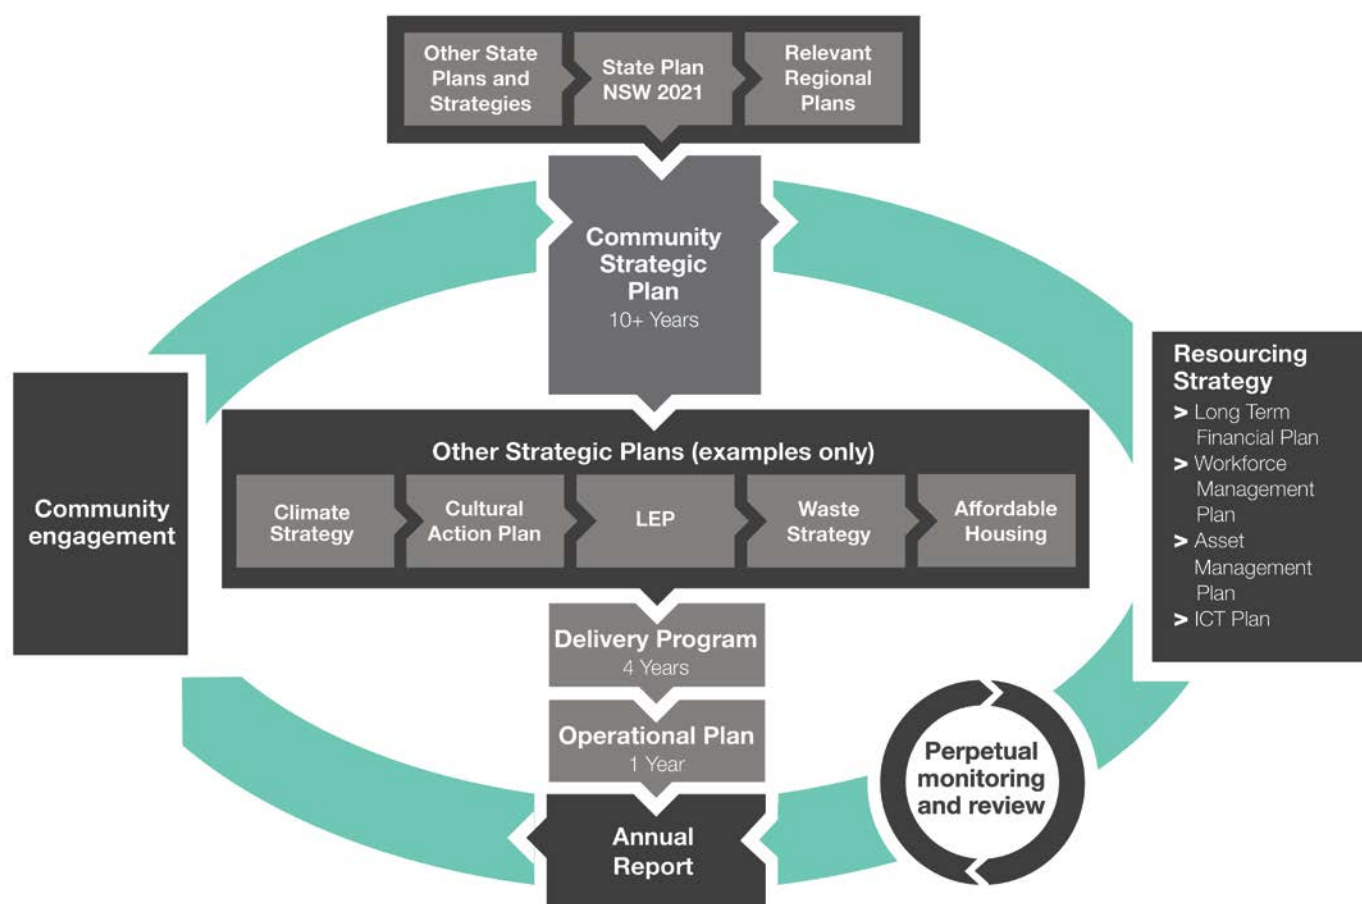 Other State
Plans and
Strategies
State Plan
NSW 2021
Relevant
Regional
Plans
Community
Strategic
Plan
10+ Years
Community
engagement
Other Strategic Plans (examples only)
Climate
Strategy
Cultural
Action Plan
LEP
Waste
Strategy
Affordable
Housing
Resourcing
Strategy
> Long Term
Financial Plan
> Workforce
Management
Plan
> Asset
Management
Plan
> ICT Plan
Delivery Program
4 Years
Operational Plan
1 Year
Annual
Report
Perpetual
monitoring
and review